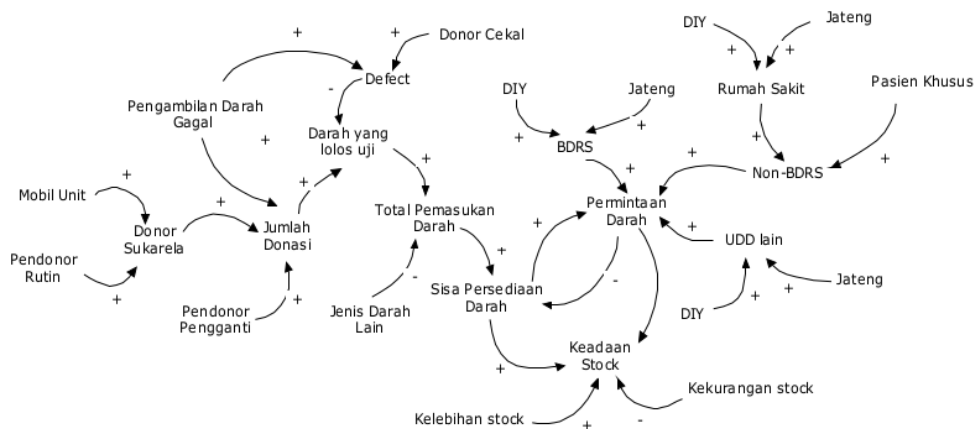 DIY
Jateng
+
+
Donor Cekal
+
+
Defect
-
DIY
Jateng
Rumah Sakit
Pasien Khusus
Pengambilan Darah
Gagal
+
Darah yang
lolos uji
+
+
BDRS
+
+
+
Non-BDRS
+
Mobil Unit
+
+
+
+
Total Pemasukan
Darah
+
Permintaan
Darah
Donor
Sukarela
Jumlah
Donasi
+
UDD lain
Pendonor
Rutin
+
+
+
-
-
Sisa Persediaan
Darah
+
+
Jateng
Pendonor
Pengganti
Jenis Darah
Lain
DIY
Keadaan
Stock
+
Kekurangan stock
Kelebihan stock
+
-